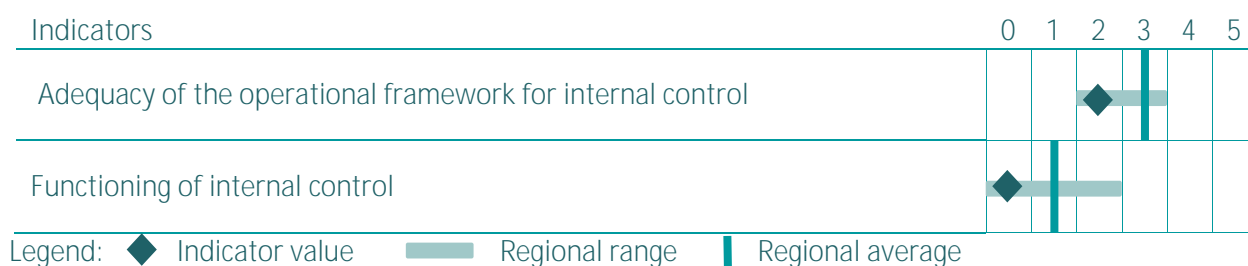 Indicators 0 1 2 3 4 5
Adequacy of the operational framework for internal control
Functioning of internal control
Legend: Indicator value Regional range Regional average